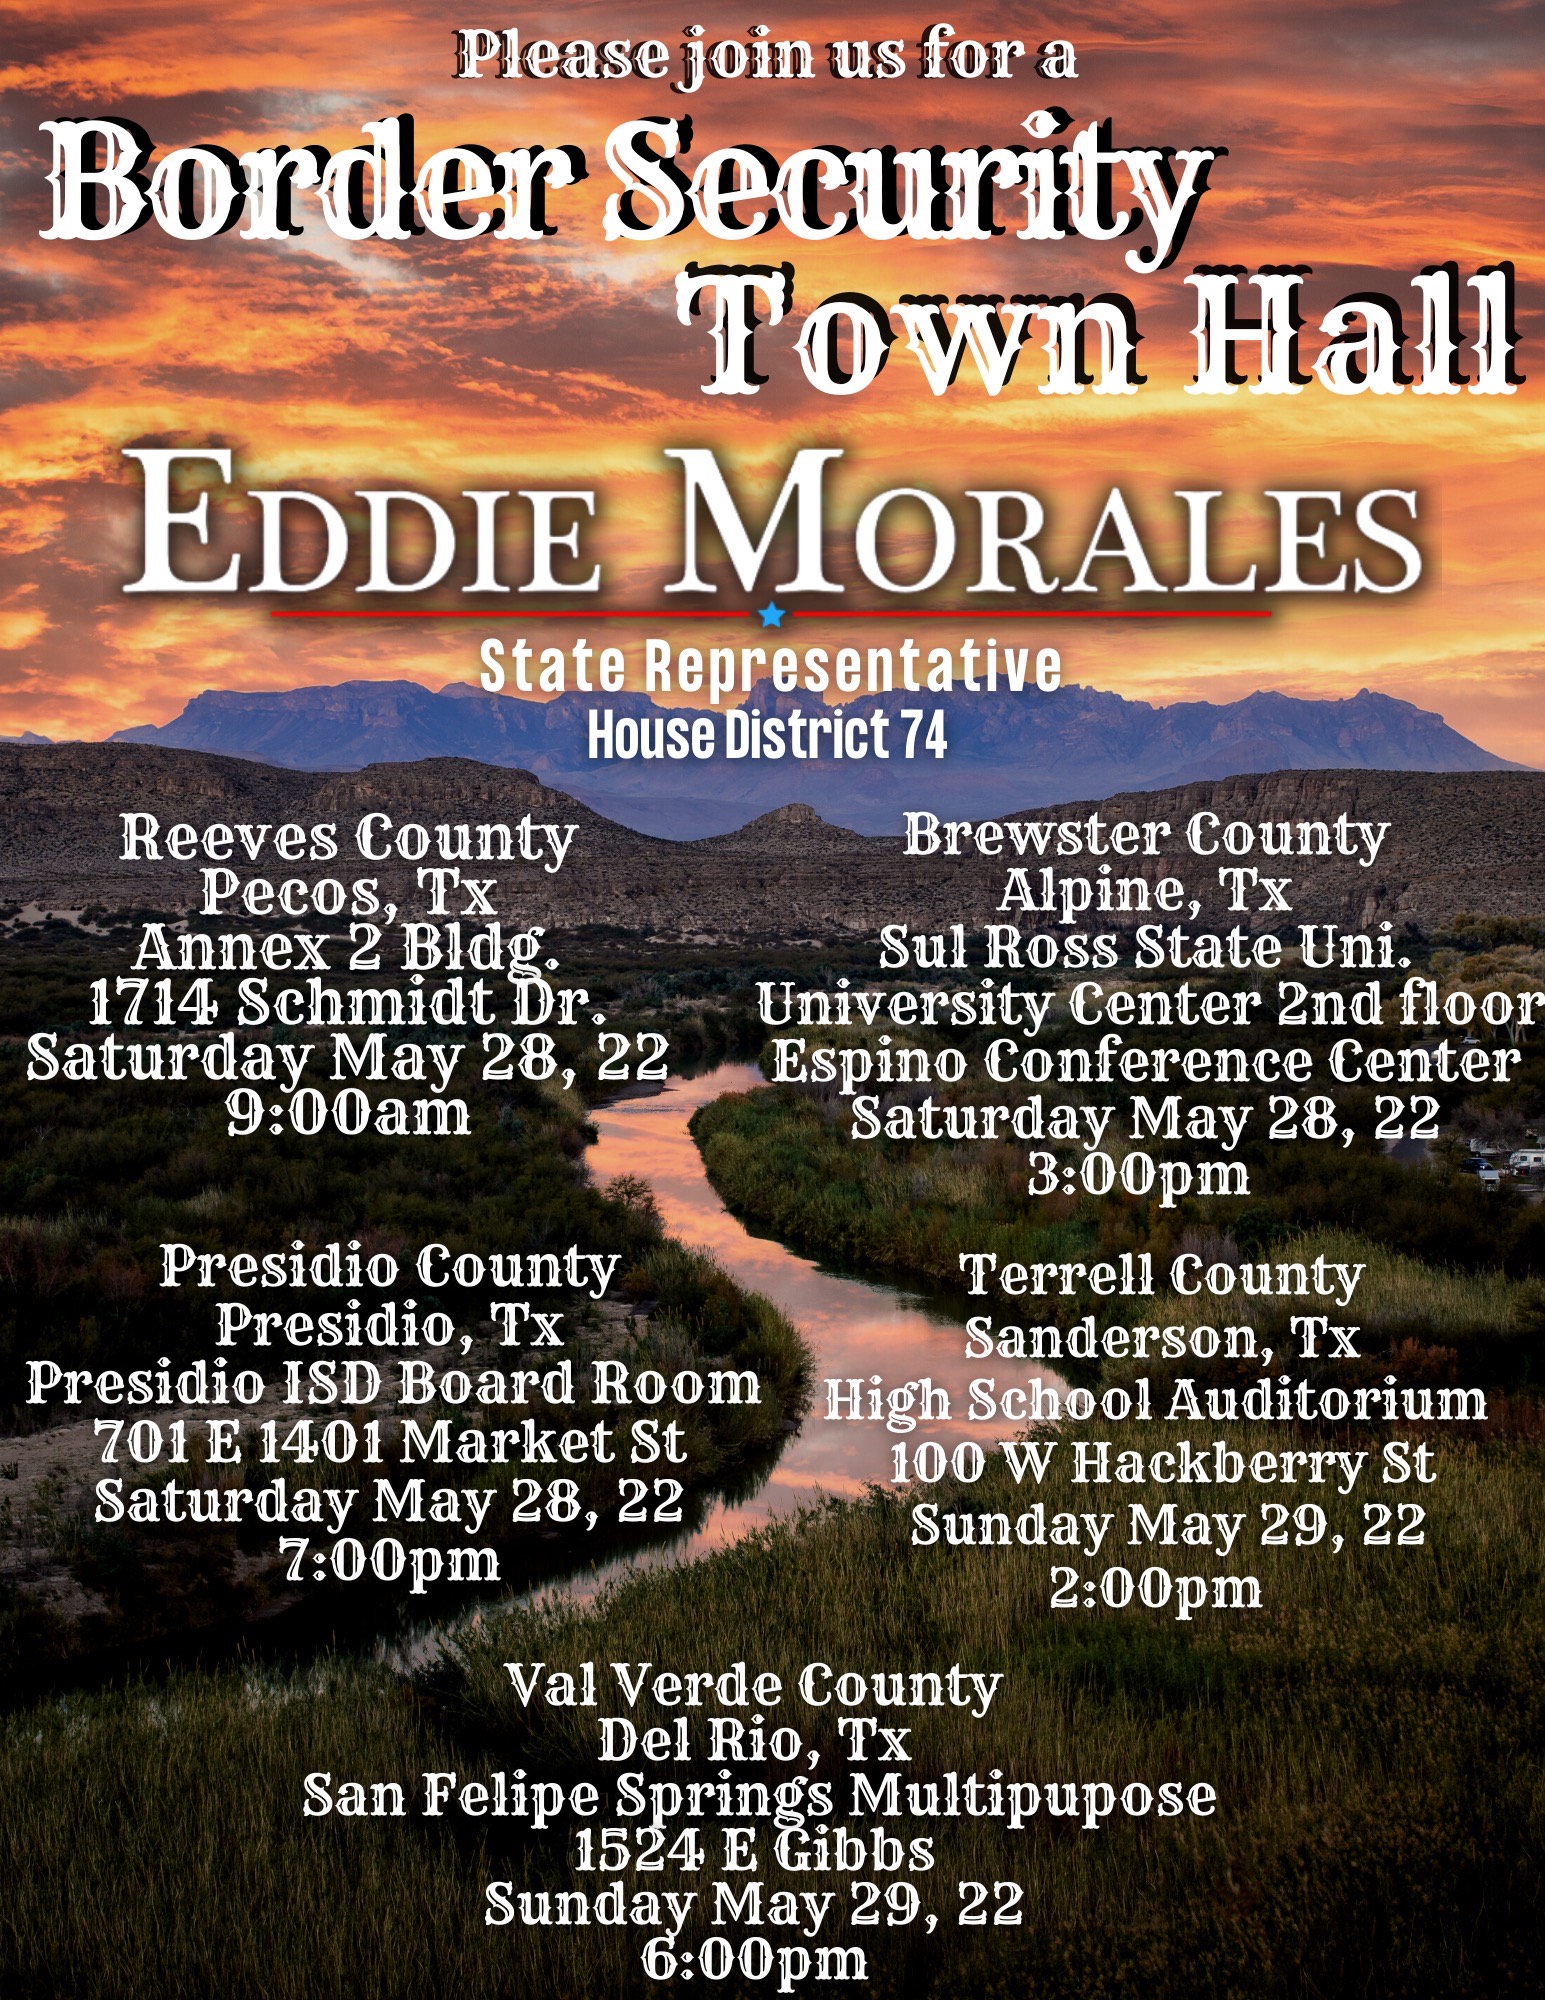 Please join us for a
Border Security
Town Hall
EDDIE MORALES
State Representative
House District 74
Reeves County
Pecos, Tx
Annex 2 Bldg.
1714 Schmidt Dr.
Saturday May 28, 22
9:00am
Brewster County
Alpine, Tx
Sul Ross State Uni.
University Center 2nd floor
Espino Conference Center
Saturday May 28, 22
3:00pm
Presidio County
Presidio, Tx
Presidio ISD Board Room
701 E 1401 Market St
Saturday May 28, 22
7:00pm
Terrell County
Sanderson, Tx
High School Auditorium
100 W Hackberry St
Sunday May 29, 22
2:00pm
Val Verde County
Del Rio, Tx
San Felipe Springs Multipupose
1524 E Gibbs
Sunday May 29, 22
6:00pm